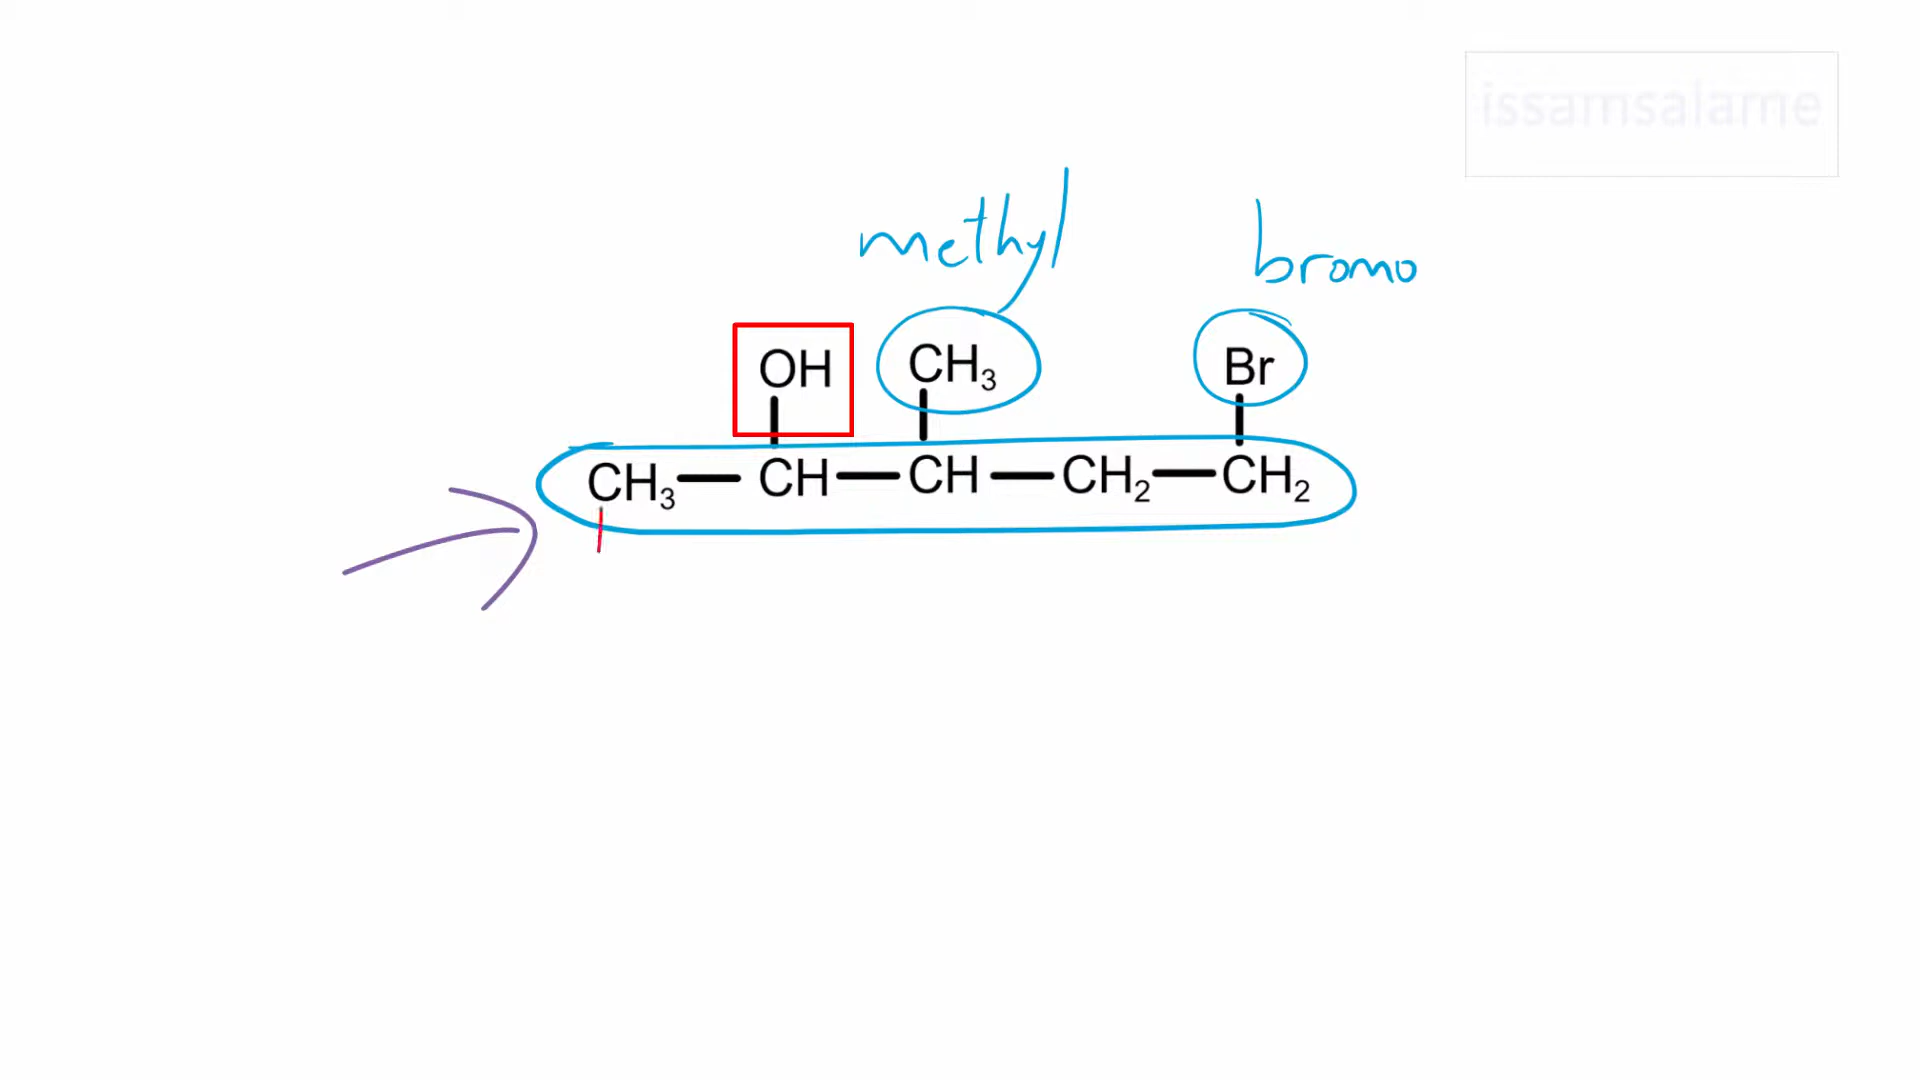 issamsalame
methyl
bromo
OH CH₃ Br
CH₃ — CH — CH — CH₂ — CH₂